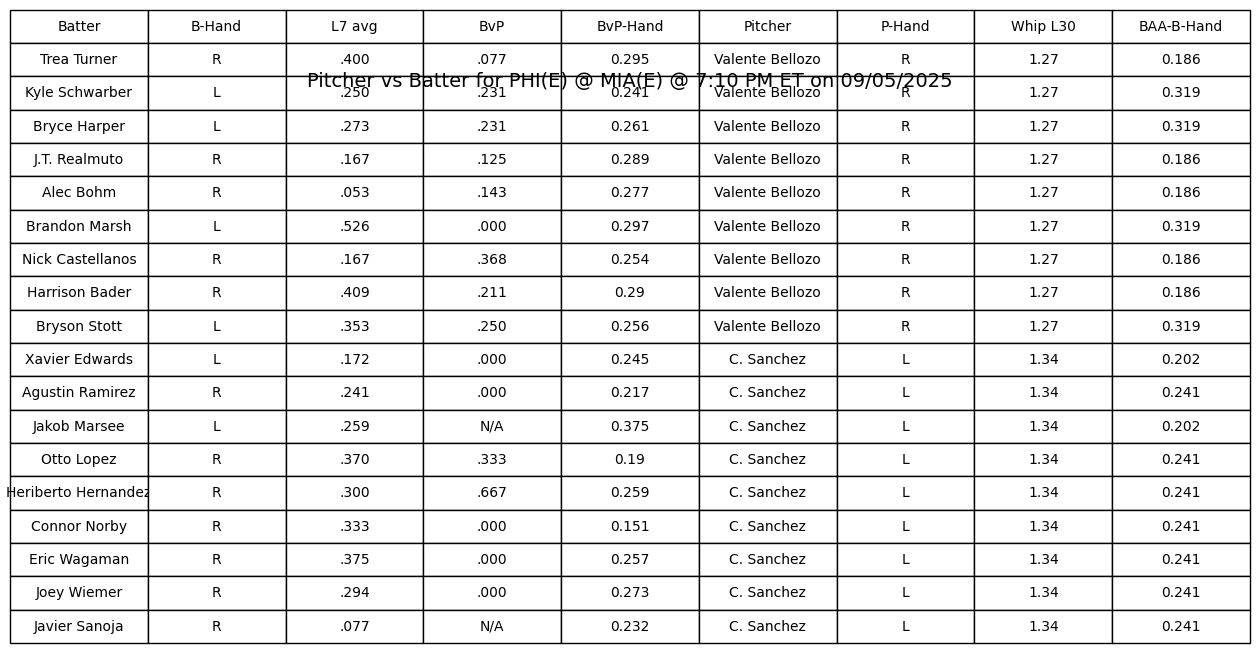 Batter B-Hand L7 avg BvP BvP-Hand Pitcher P-Hand Whip L30 BAA-B-Hand
Trea Turner R .400 .077 0.295 Valente Bellozo R 1.27 0.186
Pitcher vs Batter for PHI(E) @ MIA(E) @ 7:10 PM ET on 09/05/2025
Kyle Schwarber L .250 .231 0.241 Valente Bellozo R 1.27 0.319
Bryce Harper L .273 .231 0.261 Valente Bellozo R 1.27 0.319
J.T. Realmuto R .167 .125 0.289 Valente Bellozo R 1.27 0.186
Alec Bohm R .053 .143 0.277 Valente Bellozo R 1.27 0.186
Brandon Marsh L .526 .000 0.297 Valente Bellozo R 1.27 0.319
Nick Castellanos R .167 .368 0.254 Valente Bellozo R 1.27 0.186
Harrison Bader R .409 .211 0.29 Valente Bellozo R 1.27 0.186
Bryson Stott L .353 .250 0.256 Valente Bellozo R 1.27 0.319
Xavier Edwards L .172 .000 0.245 C. Sanchez L 1.34 0.202
Agustin Ramirez R .241 .000 0.217 C. Sanchez L 1.34 0.241
Jakob Marsee L .259 N/A 0.375 C. Sanchez L 1.34 0.202
Otto Lopez R .370 .333 0.19 C. Sanchez L 1.34 0.241
Heriberto Hernandez R .300 .667 0.259 C. Sanchez L 1.34 0.241
Connor Norby R .333 .000 0.151 C. Sanchez L 1.34 0.241
Eric Wagaman R .375 .000 0.257 C. Sanchez L 1.34 0.241
Joey Wiemer R .294 .000 0.273 C. Sanchez L 1.34 0.241
Javier Sanoja R .077 N/A 0.232 C. Sanchez L 1.34 0.241